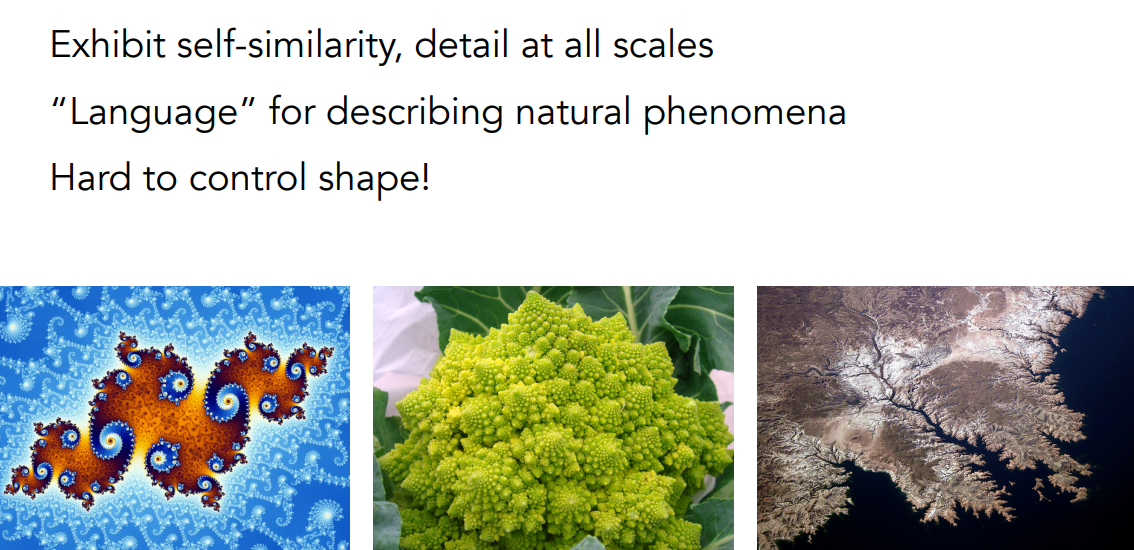 Exhibit self-similarity, detail at all scales
“Language” for describing natural phenomena
Hard to control shape!